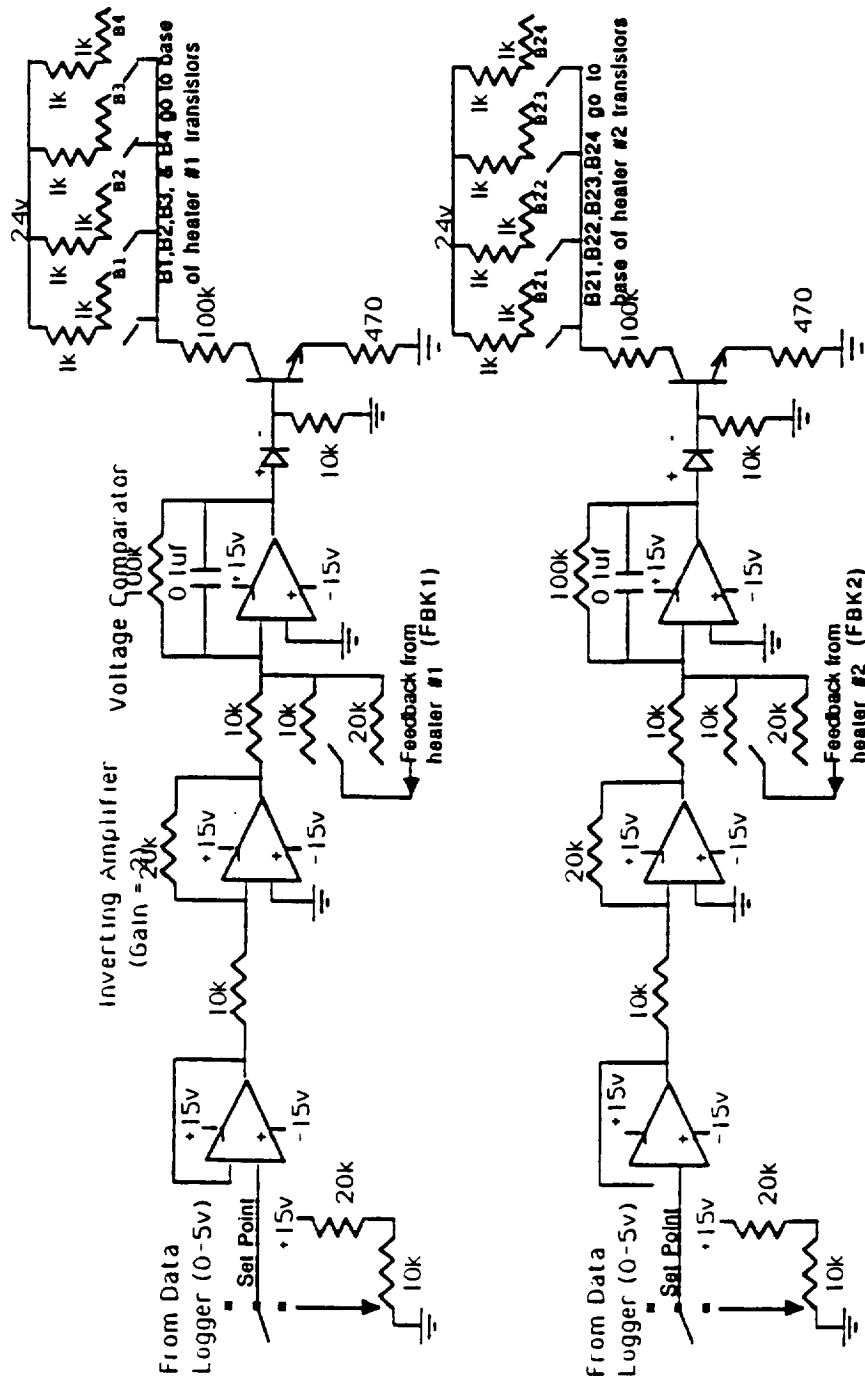 From Data
Logger (0-5v)
Set Point
+15v
20k
10k
+15v
-15v
10k
Inverting Amplifier
(Gain = 2)
20k
+15v
-15v
10k
10k
20k
Feedback from
heater #1 (FBK1)
Voltage Comparator
100k
0.1uf
+15v
-15v
+
-
10k
100k
470
24v
1k
1k
1k
1k
1k
1k
1k
1k
B1
B2
B3
B4
B1,B2,B3, & B4 go to base
of heater #1 transistors
From Data
Logger (0-5v)
Set Point
+15v
20k
10k
+15v
-15v
10k
20k
+15v
-15v
10k
10k
20k
Feedback from
heater #2 (FBK2)
100k
0.1uf
+15v
-15v
+
-
10k
100k
470
24v
1k
1k
1k
1k
1k
1k
1k
1k
B21
B22
B23
B24
B21,B22,B23,B24 go to
base of heater #2 transistors